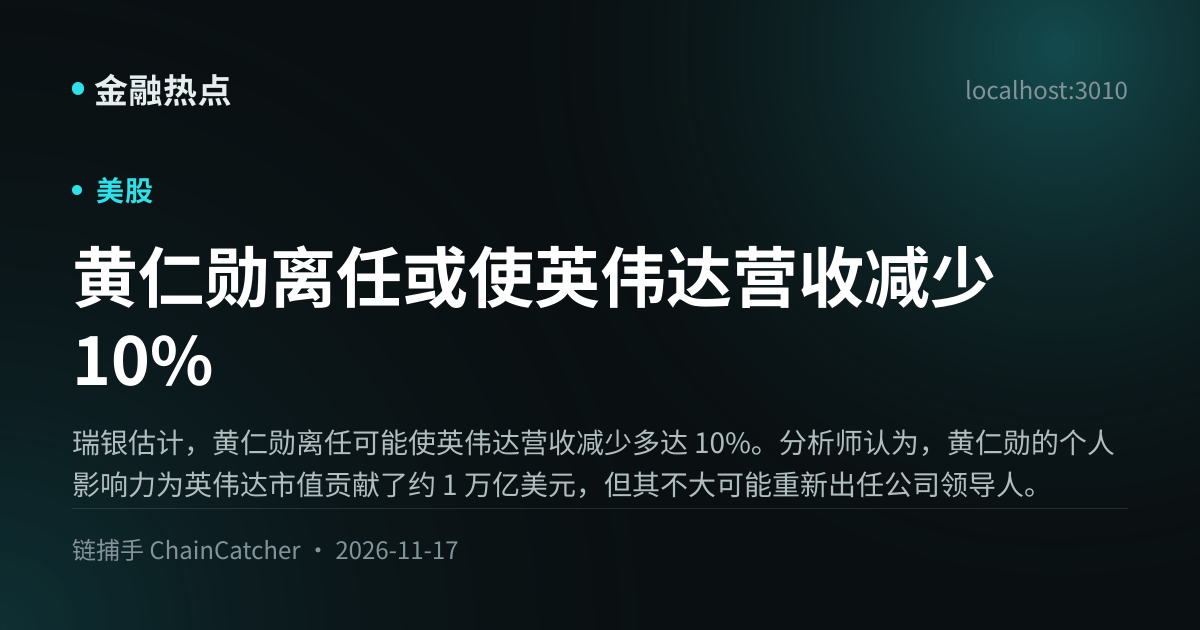 金融热点
localhost:3010
美股
黄仁勋离任或使英伟达营收减少
10%
瑞银估计，黄仁勋离任可能使英伟达营收减少多达 10%。分析师认为，黄仁勋的个人
影响力为英伟达市值贡献了约 1 万亿美元，但其不大可能重新出任公司领导人。
链捕手 ChainCatcher · 2026-11-17